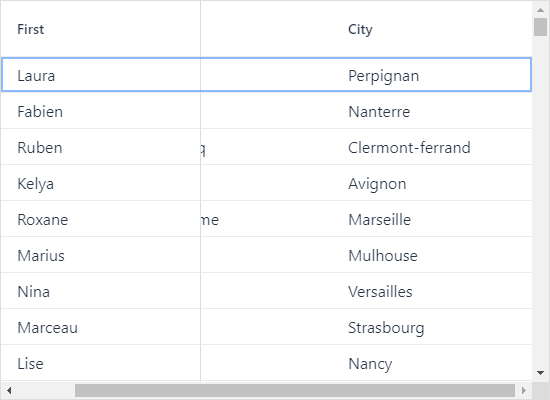 First City
Laura Perpignan
Fabien Nanterre
Ruben q Clermont-ferrand
Kelya Avignon
Roxane me Marseille
Marius Mulhouse
Nina Versailles
Marceau Strasbourg
Lise Nancy